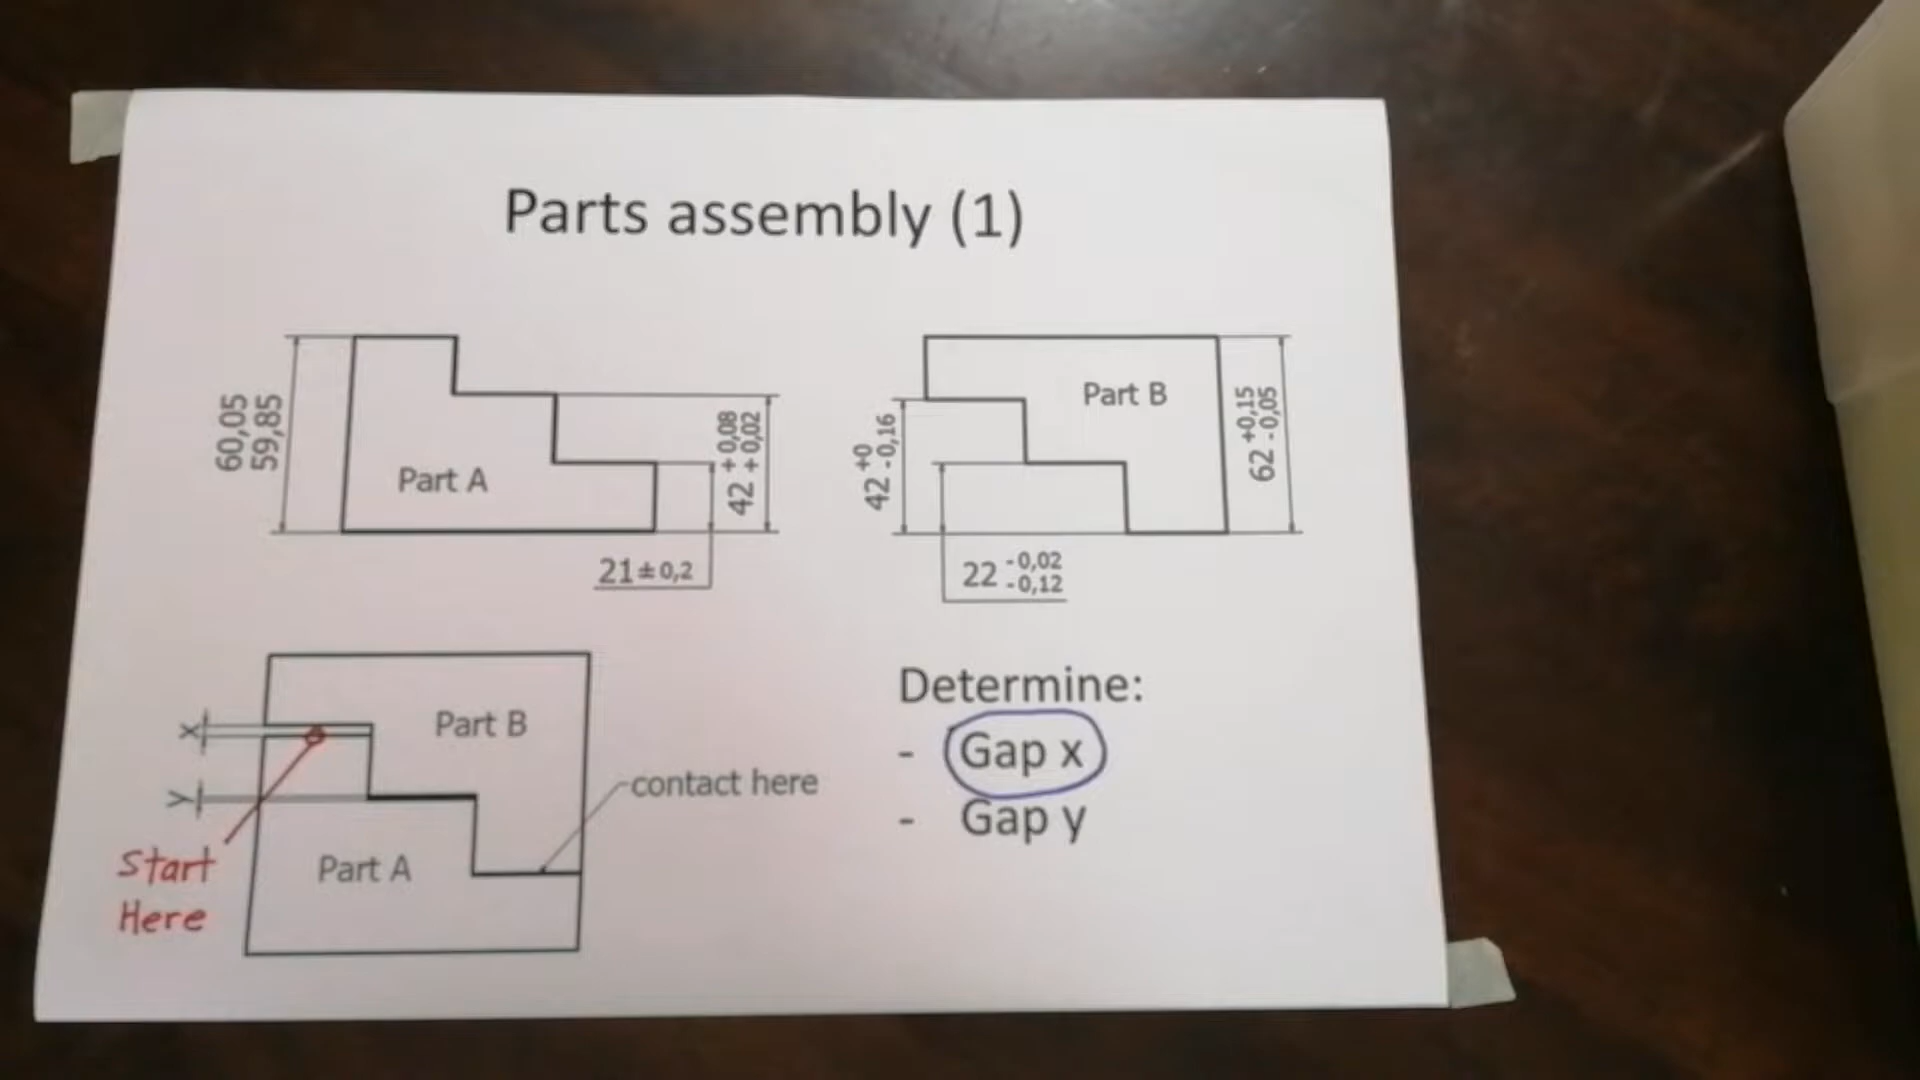 Parts assembly (1)
60,05
59,85
Part A
42 +0,08
+0,02
21±0,2
Part B
42 +0
-0,16
62 +0,15
-0,05
22 -0,02
-0,12
x
y
Part B
contact here
Part A
Start
Here
Determine:
- Gap x
- Gap y